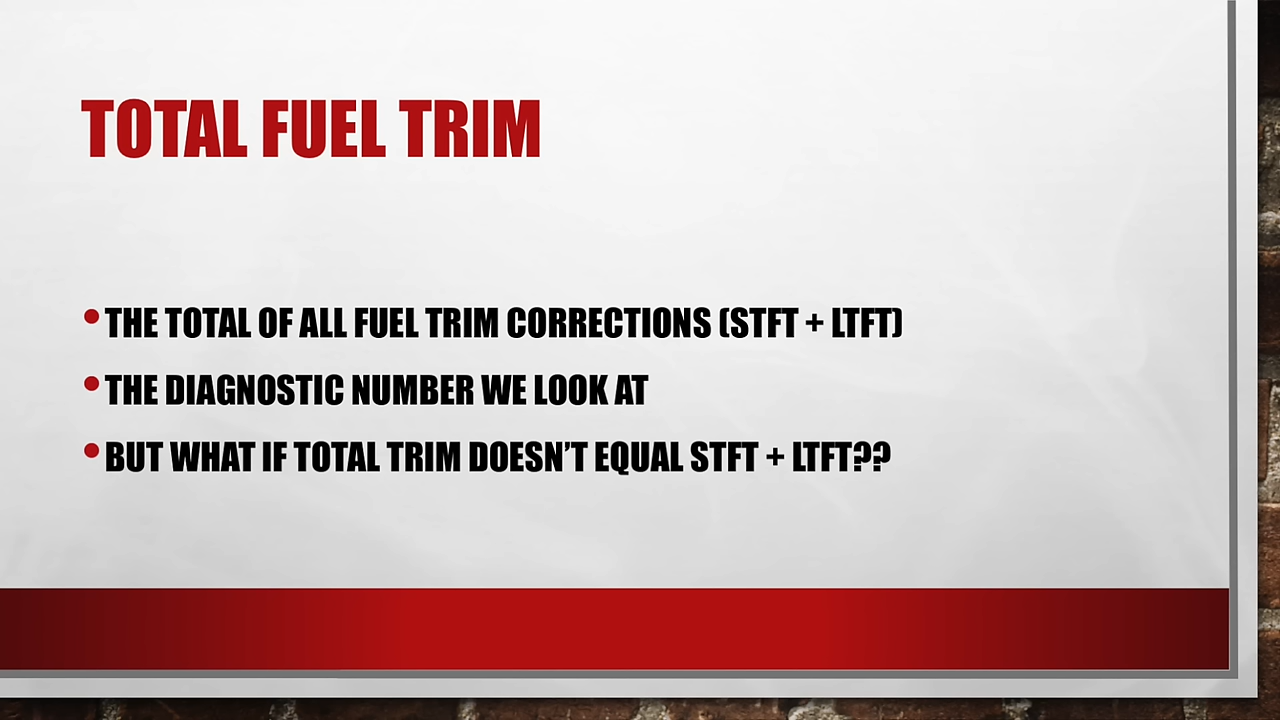 TOTAL FUEL TRIM
•THE TOTAL OF ALL FUEL TRIM CORRECTIONS (STFT + LTFT)
•THE DIAGNOSTIC NUMBER WE LOOK AT
•BUT WHAT IF TOTAL TRIM DOESN’T EQUAL STFT + LTFT??